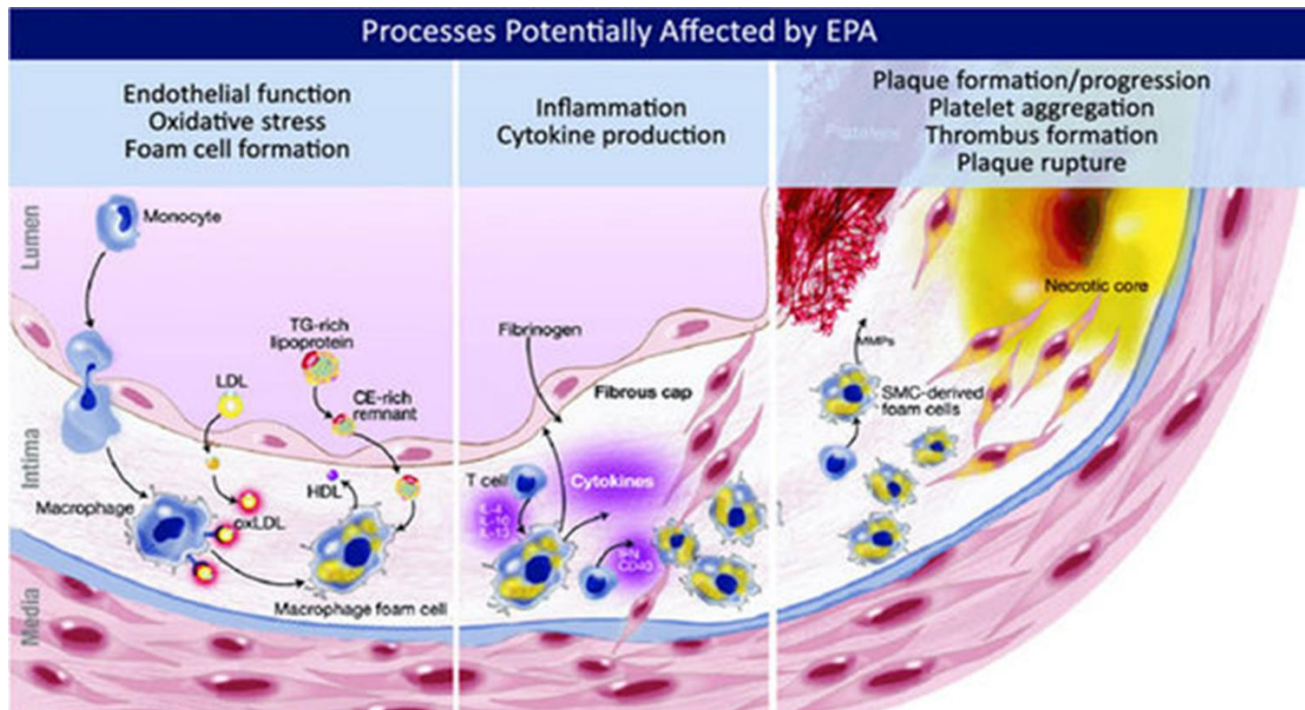 Processes Potentially Affected by EPA
Endothelial function
Oxidative stress
Foam cell formation
Inflammation
Cytokine production
Plaque formation/progression
Platelet aggregation
Thrombus formation
Plaque rupture
Platelets
Lumen
Intima
Media
Monocyte
TG-rich
lipoprotein
LDL
CE-rich
remnant
HDL
Macrophage
oxLDL
Macrophage foam cell
Fibrinogen
Fibrous cap
T cell
Cytokines
IL-4
IL-10
IL-13
IFN
CD40
Necrotic core
MMPs
SMC-derived
foam cells